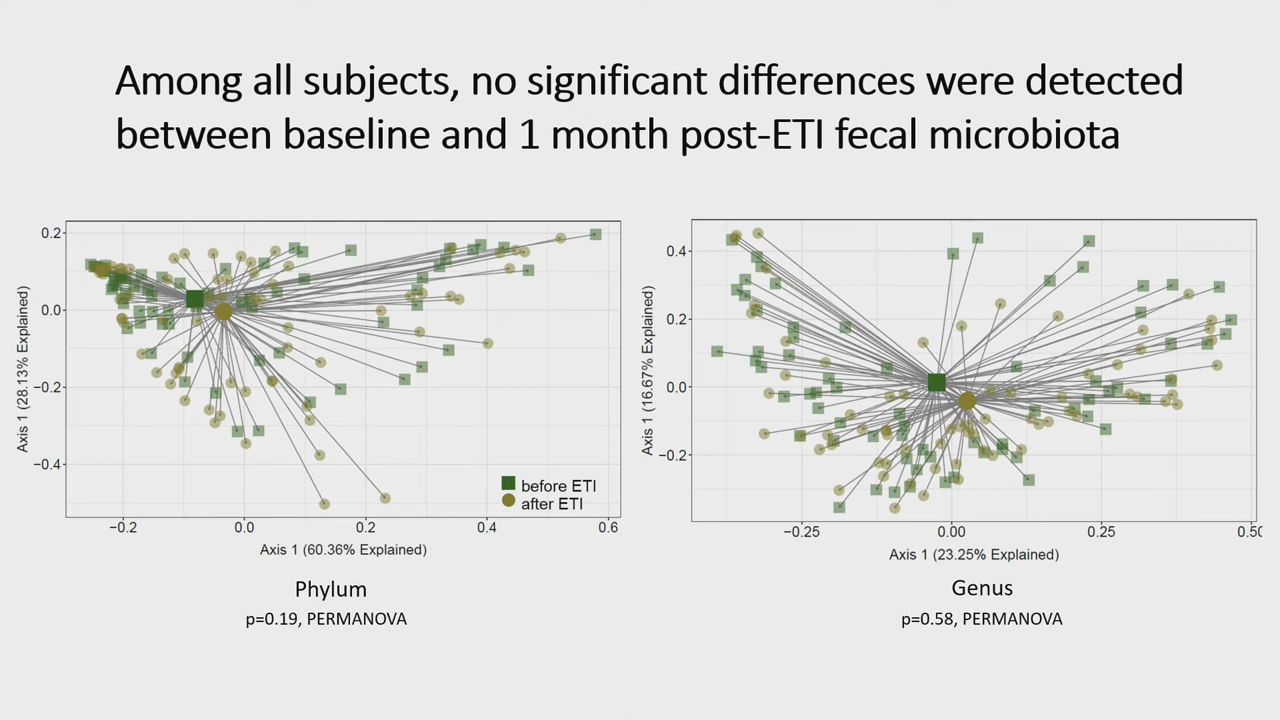 Among all subjects, no significant differences were detected
between baseline and 1 month post-ETI fecal microbiota
0.2
0.0
−0.2
−0.4
Axis 1 (28.13% Explained)
before ETI
after ETI
−0.2
0.0
0.2
0.4
0.6
Axis 1 (60.36% Explained)
Phylum
p=0.19, PERMANOVA
0.4
0.2
0.0
−0.2
Axis 1 (16.67% Explained)
−0.25
0.00
0.25
0.50
Axis 1 (23.25% Explained)
Genus
p=0.58, PERMANOVA